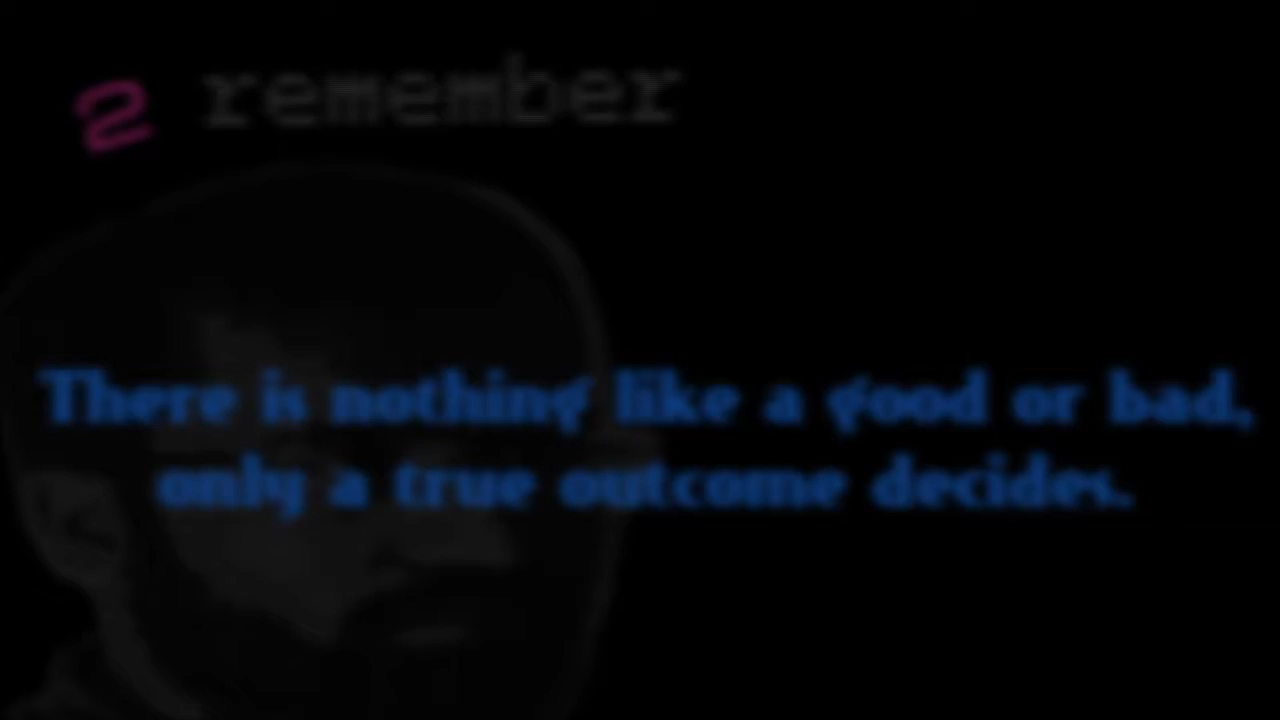 2 remember
There is nothing like a good or bad,
only a true outcome decides.